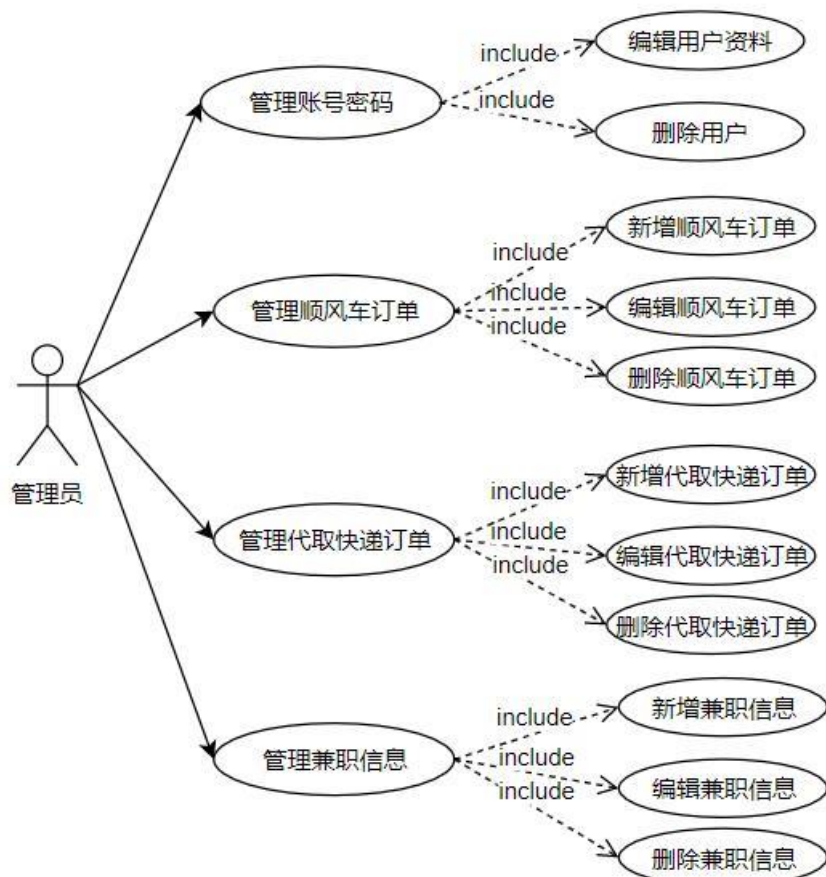 编辑用户资料
include
管理账号密码
include
删除用户
新增顺风车订单
include
include
管理顺风车订单
编辑顺风车订单
include
删除顺风车订单
管理员
新增代取快递订单
include
include
管理代取快递订单
编辑代取快递订单
include
删除代取快递订单
新增兼职信息
include
include
管理兼职信息
编辑兼职信息
include
删除兼职信息